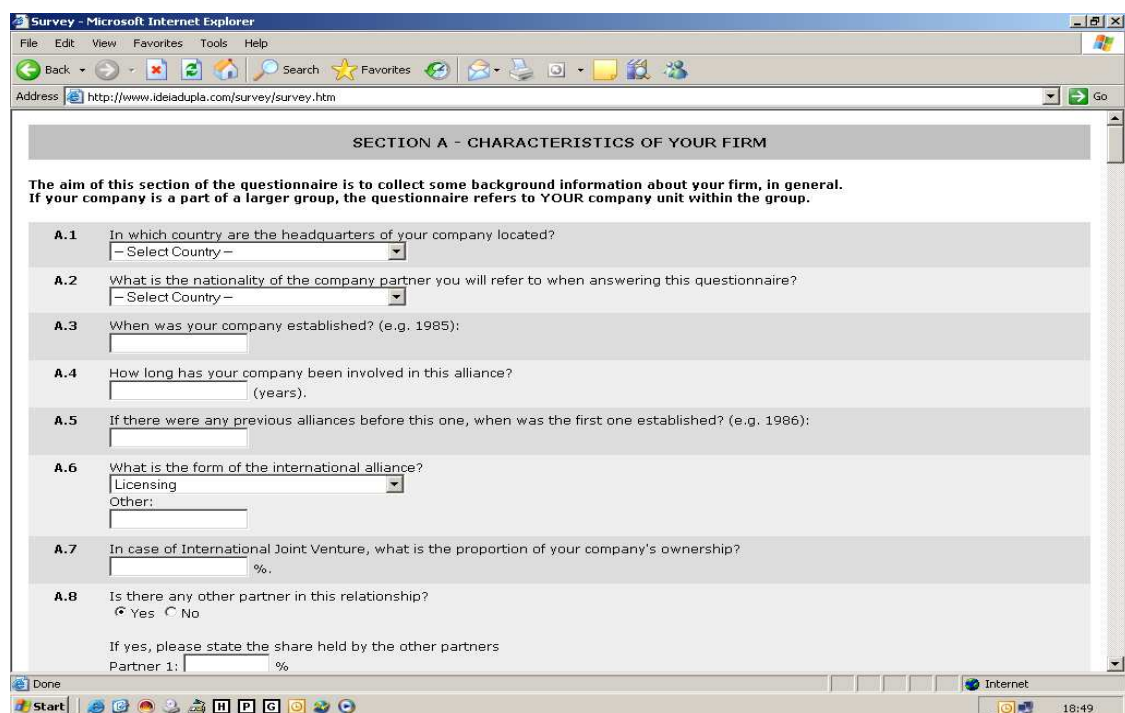 Survey - Microsoft Internet Explorer
File Edit View Favorites Tools Help
Back Search Favorites
Address http://www.ideiadupla.com/survey/survey.htm Go
SECTION A - CHARACTERISTICS OF YOUR FIRM
The aim of this section of the questionnaire is to collect some background information about your firm, in general.
If your company is a part of a larger group, the questionnaire refers to YOUR company unit within the group.
A.1 In which country are the headquarters of your company located?
-- Select Country --
A.2 What is the nationality of the company partner you will refer to when answering this questionnaire?
-- Select Country --
A.3 When was your company established? (e.g. 1985):
A.4 How long has your company been involved in this alliance?
(years).
A.5 If there were any previous alliances before this one, when was the first one established? (e.g. 1986):
A.6 What is the form of the international alliance?
Licensing
Other:
A.7 In case of International Joint Venture, what is the proportion of your company's ownership?
%.
A.8 Is there any other partner in this relationship?
Yes No
If yes, please state the share held by the other partners
Partner 1: %
Done Internet
Start H P G 18:49